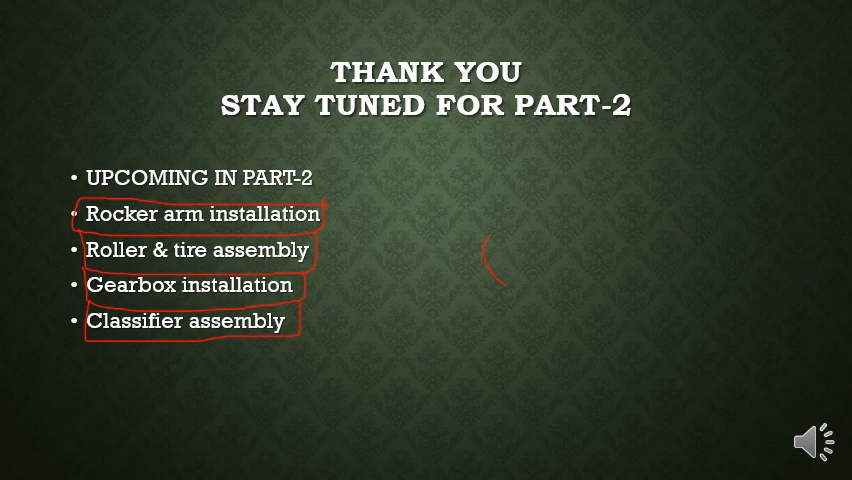 THANK YOU
STAY TUNED FOR PART-2
• UPCOMING IN PART-2
• Rocker arm installation
• Roller & tire assembly
• Gearbox installation
• Classifier assembly